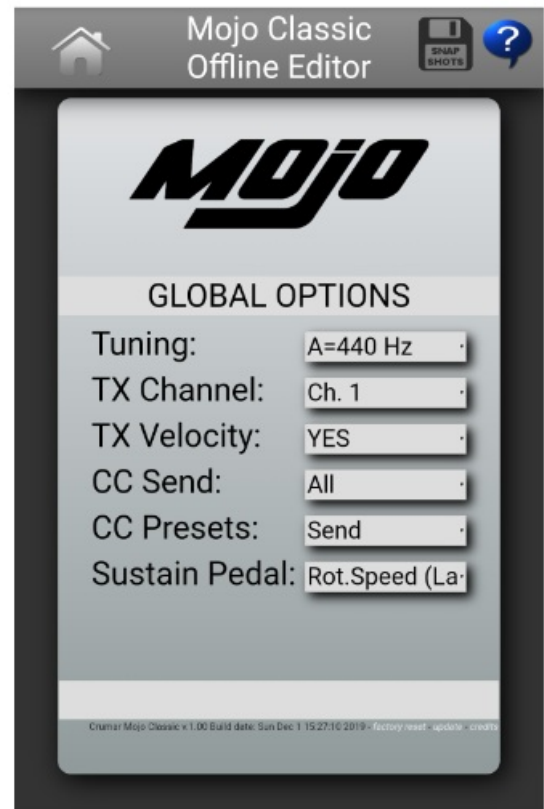 Mojo Classic
Offline Editor
SNAP
SHOTS
?
Mojo
GLOBAL OPTIONS
Tuning: A=440 Hz
TX Channel: Ch. 1
TX Velocity: YES
CC Send: All
CC Presets: Send
Sustain Pedal: Rot.Speed (La
Crumar Mojo Classic v 1.00 Build date: Sun Dec 1 15:27:10 2019 - factory reset - update - credits